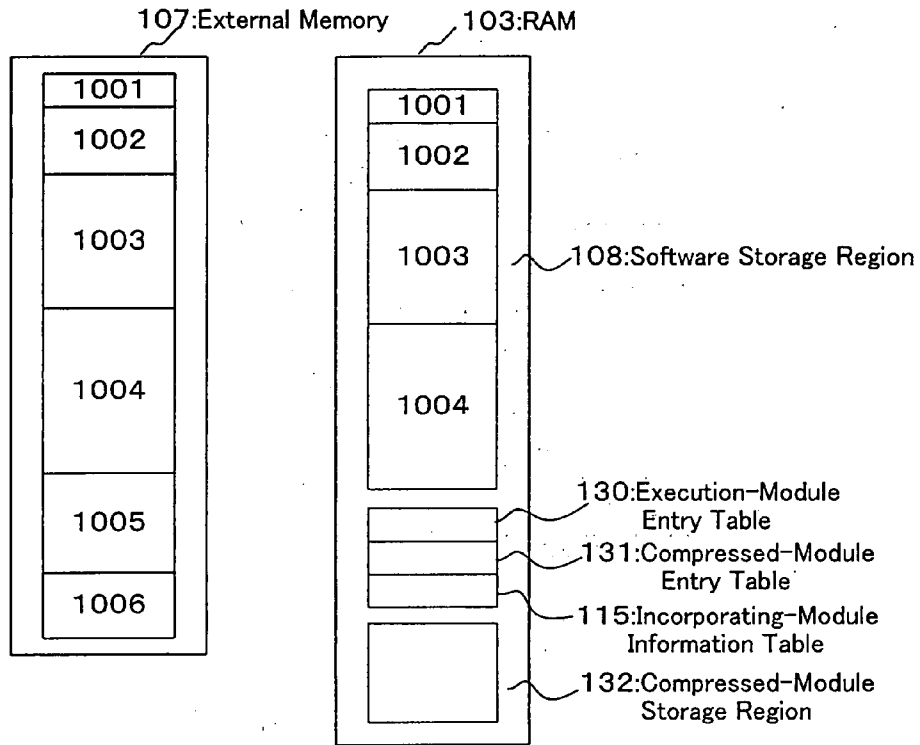 107:External Memory
1001
1002
1003
1004
1005
1006
103:RAM
1001
1002
1003
1004
108:Software Storage Region
130:Execution-Module
Entry Table
131:Compressed-Module
Entry Table
115:Incorporating-Module
Information Table
132:Compressed-Module
Storage Region